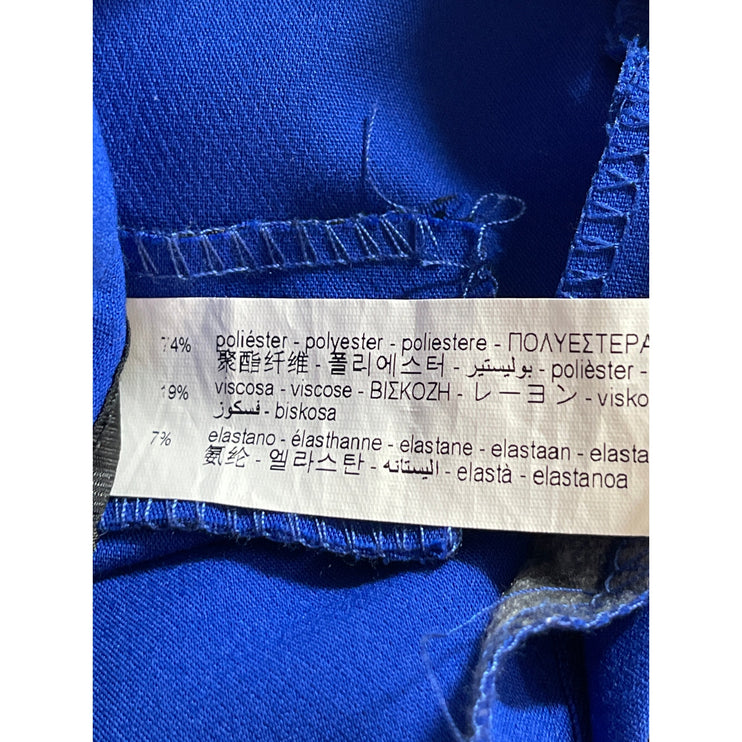 74% poliéster - polyester - poliestere - ΠΟΛΥΕΣΤΕΡΑ
聚酯纤维 - 폴리에스터 - بوليستير - polièster -
19% viscosa - viscose - ΒΙΣΚΟΖΗ - レーヨン - visko
فسكوز - biskosa
7% elastano - élasthanne - elastane - elastaan - elasta
氨纶 - 엘라스탄 - اليستانه - elastà - elastanoa